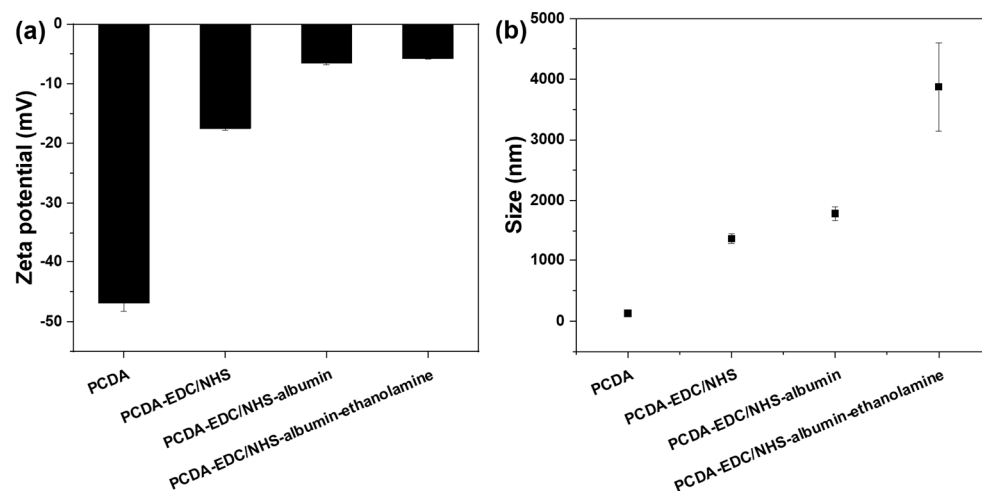 (a)
Zeta potential (mV)
0
-10
-20
-30
-40
-50
PCDA
PCDA-EDC/NHS
PCDA-EDC/NHS-albumin
PCDA-EDC/NHS-albumin-ethanolamine
(b)
Size (nm)
5000
4000
3000
2000
1000
0
PCDA
PCDA-EDC/NHS
PCDA-EDC/NHS-albumin
PCDA-EDC/NHS-albumin-ethanolamine